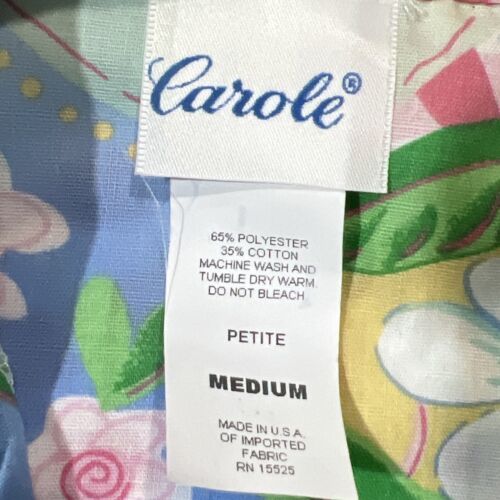 Carole®
65% POLYESTER
35% COTTON
MACHINE WASH AND
TUMBLE DRY WARM.
DO NOT BLEACH
PETITE
MEDIUM
MADE IN U.S.A.
OF IMPORTED
FABRIC
RN 15525